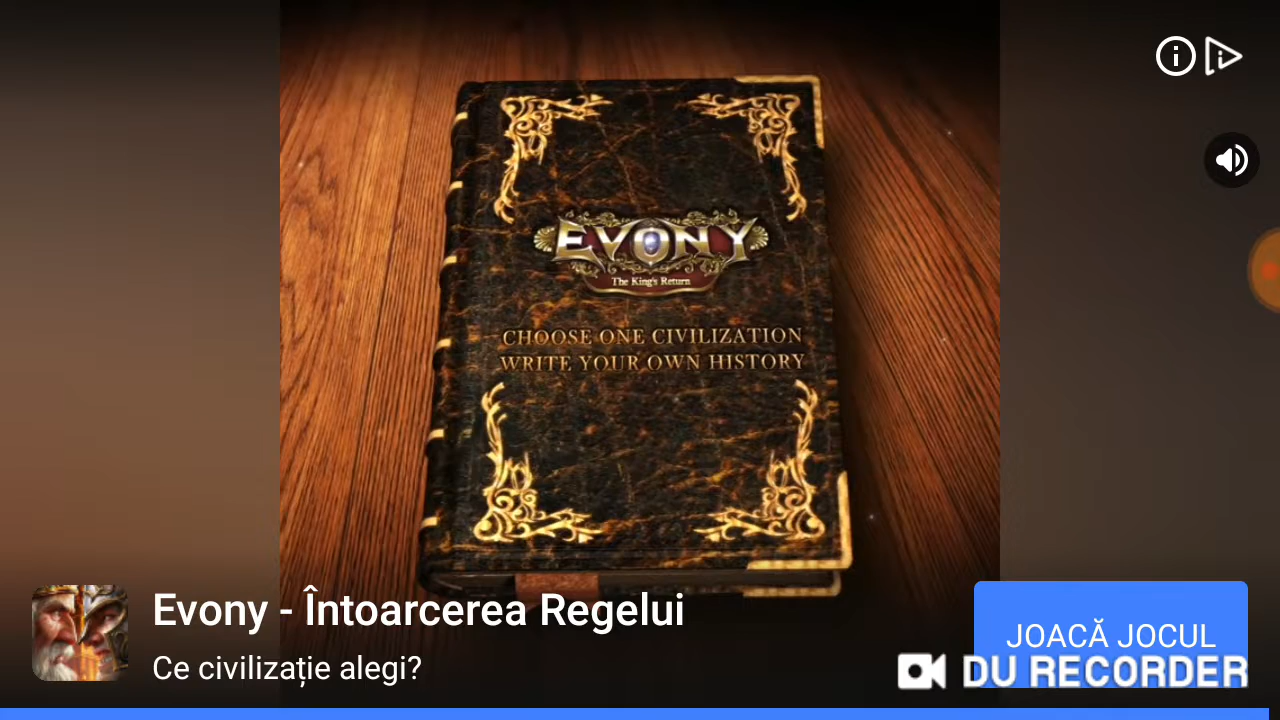 EVONY
The King's Return
CHOOSE ONE CIVILIZATION
WRITE YOUR OWN HISTORY
Evony - Întoarcerea Regelui
Ce civilizație alegi?
JOACĂ JOCUL
DU RECORDER